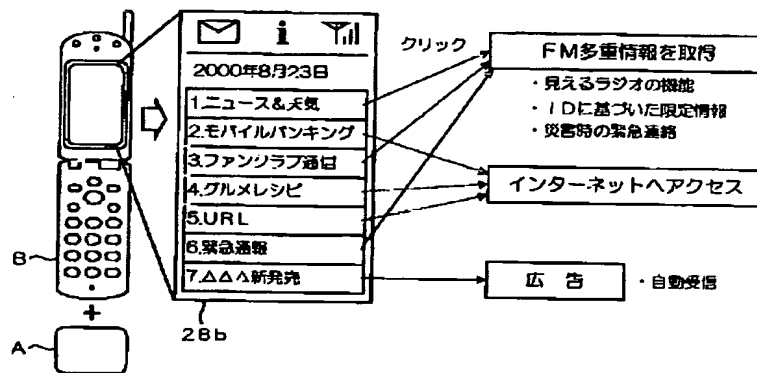 クリック
2000年8月23日
1.ニュース&天気
2.モバイルバンキング
3.ファンクラブ通信
4.グルメレシピ
5.URL
6.緊急通報
7.△△△新発売
28b
B
+
A
FM多重情報を取得
・見えるラジオの機能
・IDに基づいた限定情報
・災害時の緊急連絡
インターネットへアクセス
広 告
・自動受信